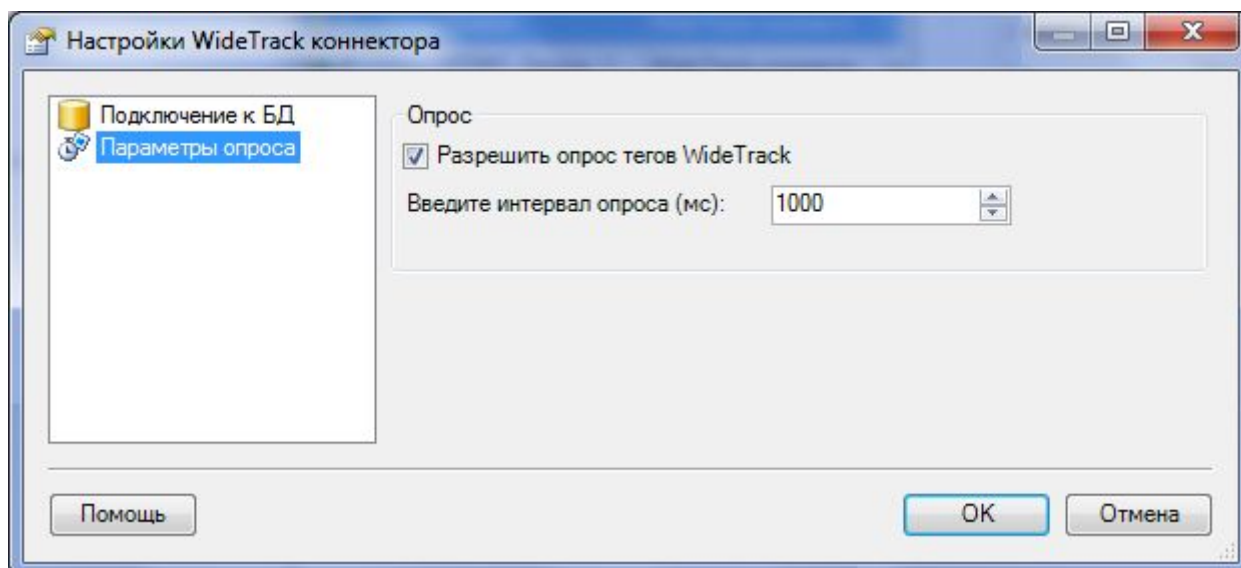 Настройки WideTrack коннектора
Подключение к БД
Параметры опроса
Опрос
Разрешить опрос тегов WideTrack
Введите интервал опроса (мс): 1000
Помощь
OK
Отмена